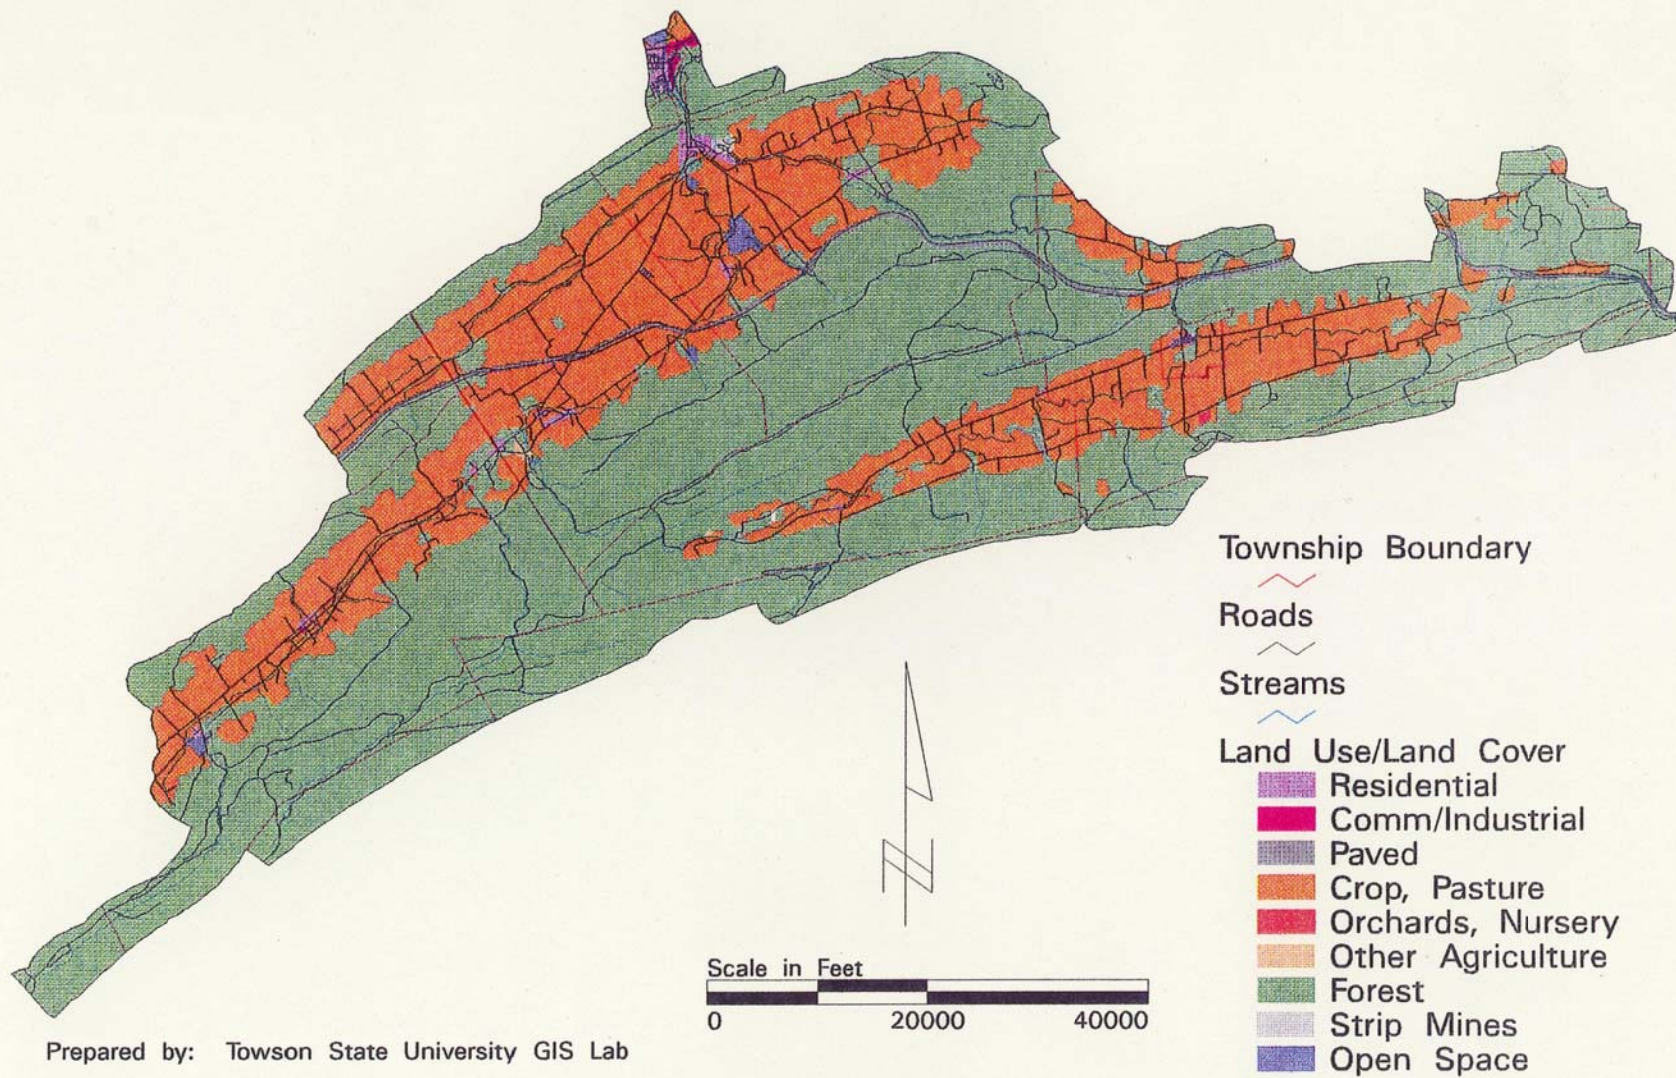 Township Boundary
Roads
Streams
Land Use/Land Cover
Residential
Comm/Industrial
Paved
Crop, Pasture
Orchards, Nursery
Other Agriculture
Forest
Strip Mines
Open Space
N
Scale in Feet
0 20000 40000
Prepared by: Towson State University GIS Lab